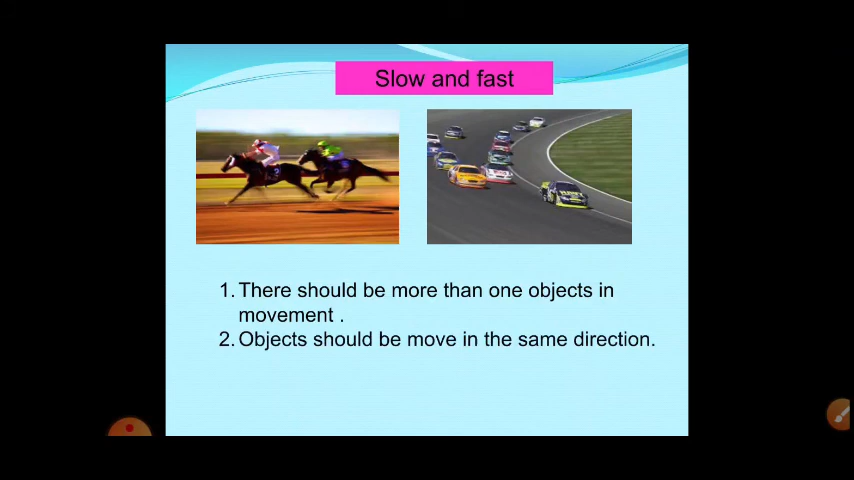 Slow and fast
1. There should be more than one objects in
movement .
2. Objects should be move in the same direction.